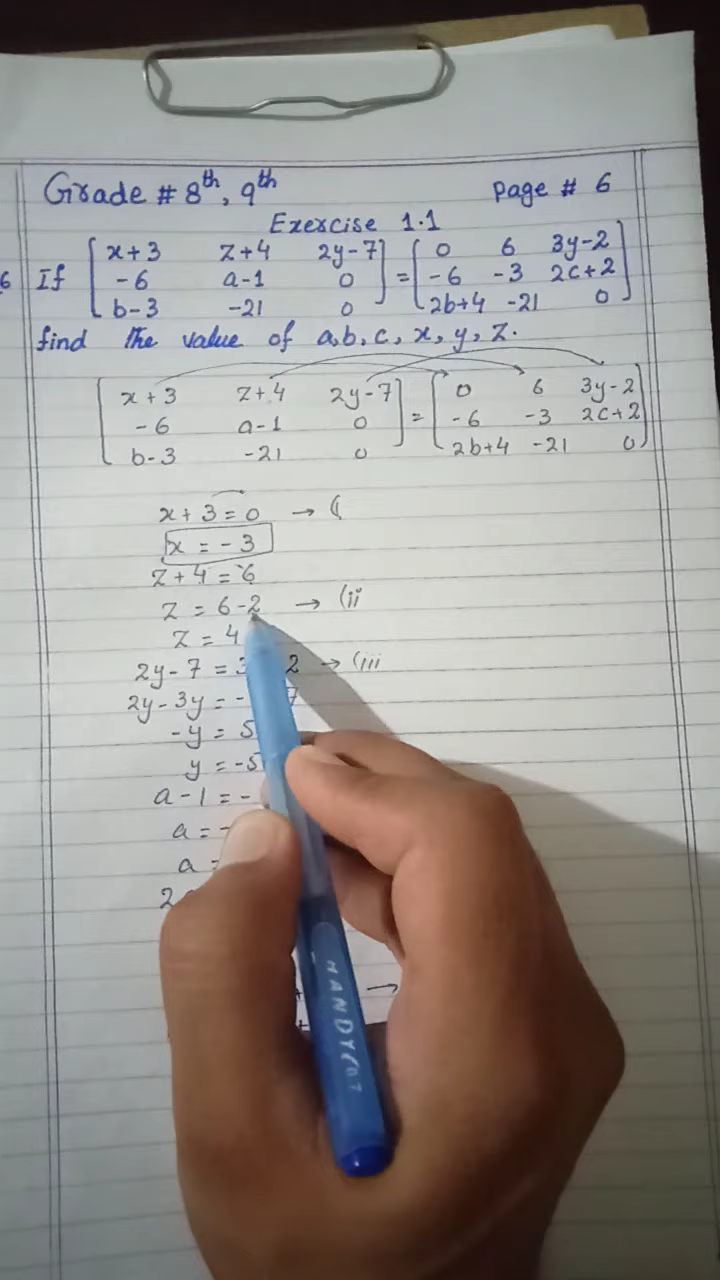 Grade # 8th, 9th Page # 6
Exercise 1.1
6 If [x+3 z+4 2y-7] = [0 6 3y-2]
[-6 a-1 0] [-6 -3 2c+2]
[b-3 -21 0] [2b+4 -21 0]
find the value of a,b,c,x,y,z.
[x+3 z+4 2y-7] = [0 6 3y-2]
[-6 a-1 0] [-6 -3 2c+2]
[b-3 -21 0] [2b+4 -21 0]
x+3=0 → (i
x = -3
z+4=6
z = 6-2 → (ii
z = 4
2y-7 = 3 2 → (iii
2y-3y = - 7
-y = 5
y = -5
a-1 = -
a = -
a =
2
→
HANDY